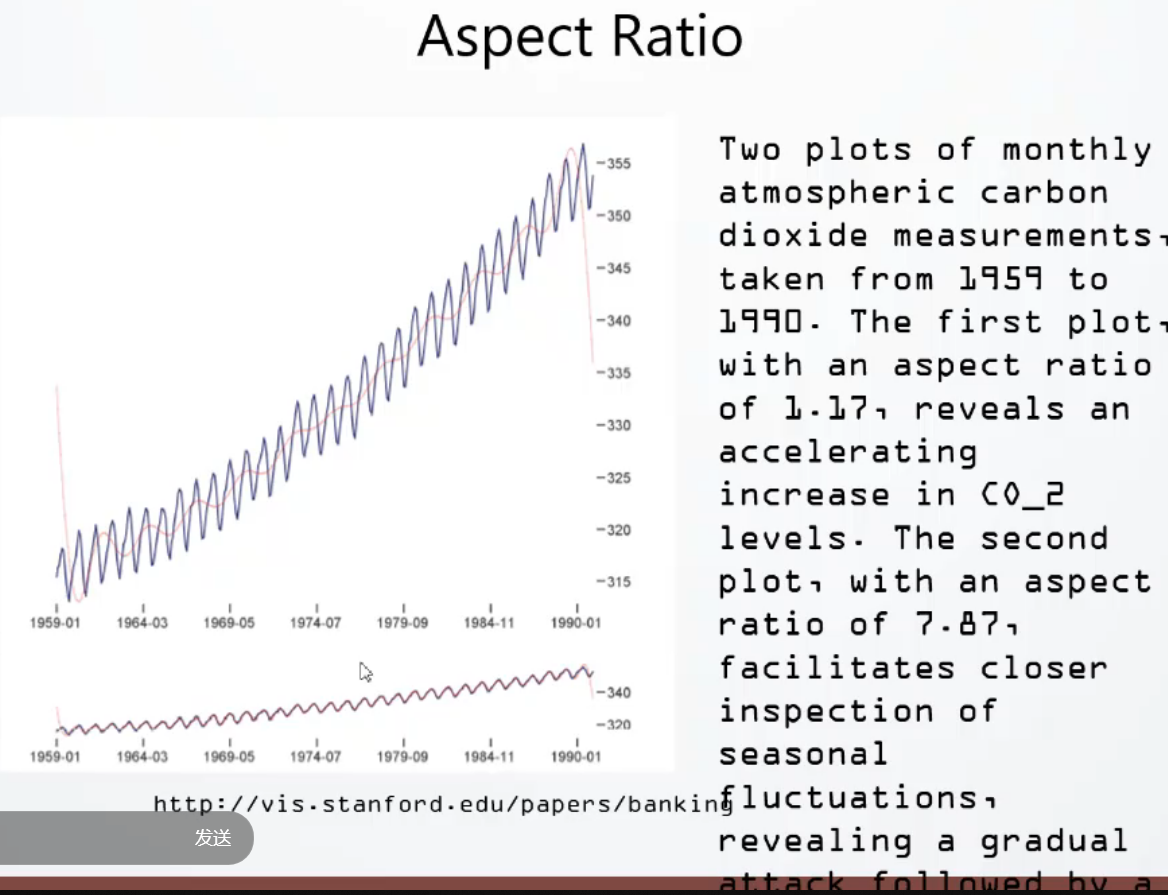 Aspect Ratio
355
350
345
340
335
330
325
320
315
1959-01 1964-03 1969-05 1974-07 1979-09 1984-11 1990-01
340
320
1959-01 1964-03 1969-05 1974-07 1979-09 1984-11 1990-01
http://vis.stanford.edu/papers/banking
发送
Two plots of monthly
atmospheric carbon
dioxide measurements,
taken from 1959 to
1990. The first plot,
with an aspect ratio
of 1.17, reveals an
accelerating
increase in CO_2
levels. The second
plot, with an aspect
ratio of 7.87,
facilitates closer
inspection of
seasonal
fluctuations,
revealing a gradual
attack followed by a